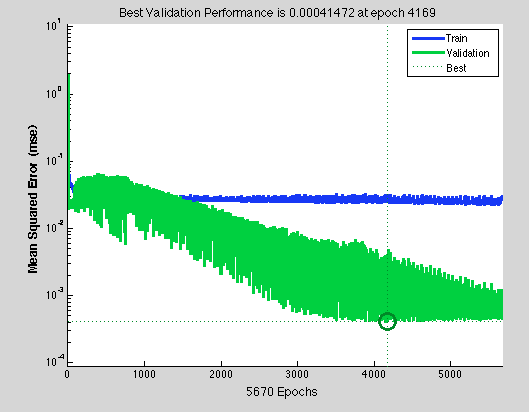 Best Validation Performance is 0.00041472 at epoch 4169
Train
Validation
Best
Mean Squared Error (mse)
10^1
10^0
10^-1
10^-2
10^-3
10^-4
0 1000 2000 3000 4000 5000
5670 Epochs